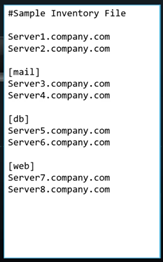 #Sample Inventory File
Server1.company.com
Server2.company.com
[mail]
Server3.company.com
Server4.company.com
[db]
Server5.company.com
Server6.company.com
[web]
Server7.company.com
Server8.company.com